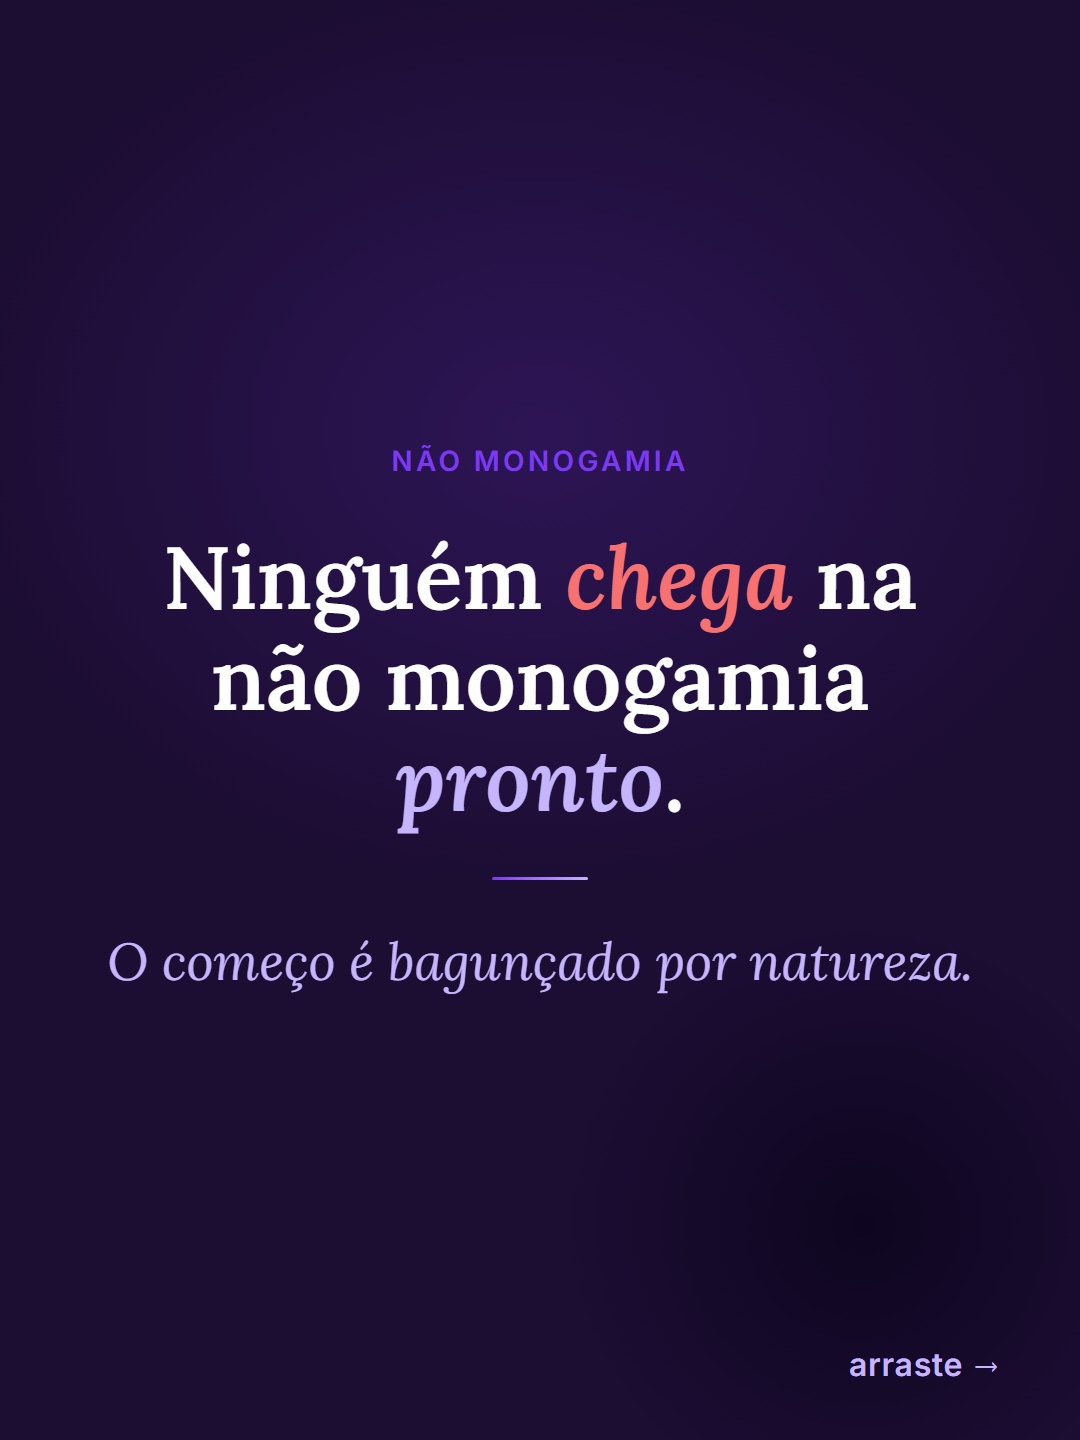 NÃO MONOGAMIA
Ninguém chega na
não monogamia
pronto.
O começo é bagunçado por natureza.
arraste →